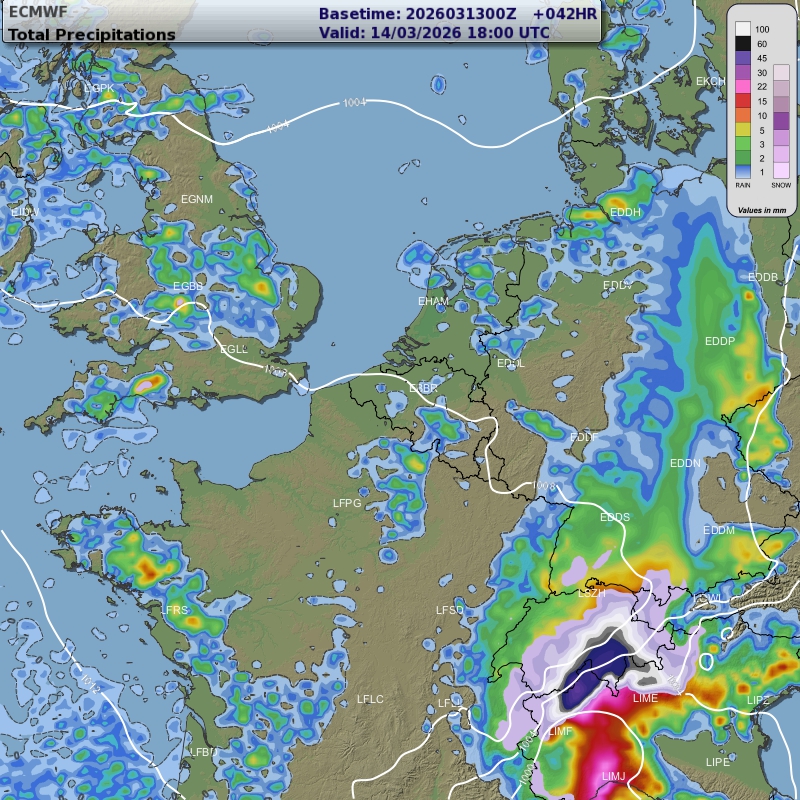 ECMWF
Basetime: 2026031300Z   +042HR
Total Precipitations
Valid: 14/03/2026 18:00 UTC
100
60
45
30
22
15
10
5
3
2
1
RAIN
SNOW
Values in mm
EGPK
EKCH
1004
1004
EGNM
EDDH
EGBB
EDDB
EHAM
EGLL
EDDP
EDDL
EBBR
EDDF
EDDN
1008
LFPG
EDDS
EDDM
LSZH
LFRS
LFSD
1012
LFLC
LIME
LIPZ
LIMF
LFBD
LIPE
LIMJ